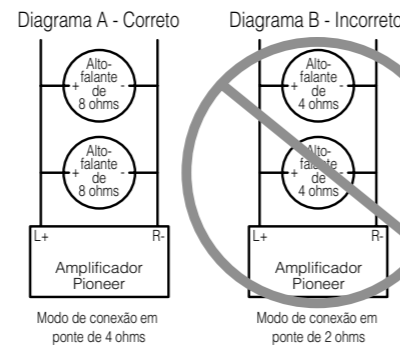 Diagrama A - Correto
Alto-
falante
de
8 ohms
+ -
Alto-
falante
de
8 ohms
+ -
L+ R-
Amplificador
Pioneer
Modo de conexão em
ponte de 4 ohms
Diagrama B - Incorreto
Alto-
falante
de
4 ohms
+ -
Alto-
falante
de
4 ohms
+ -
L+ R-
Amplificador
Pioneer
Modo de conexão em
ponte de 2 ohms